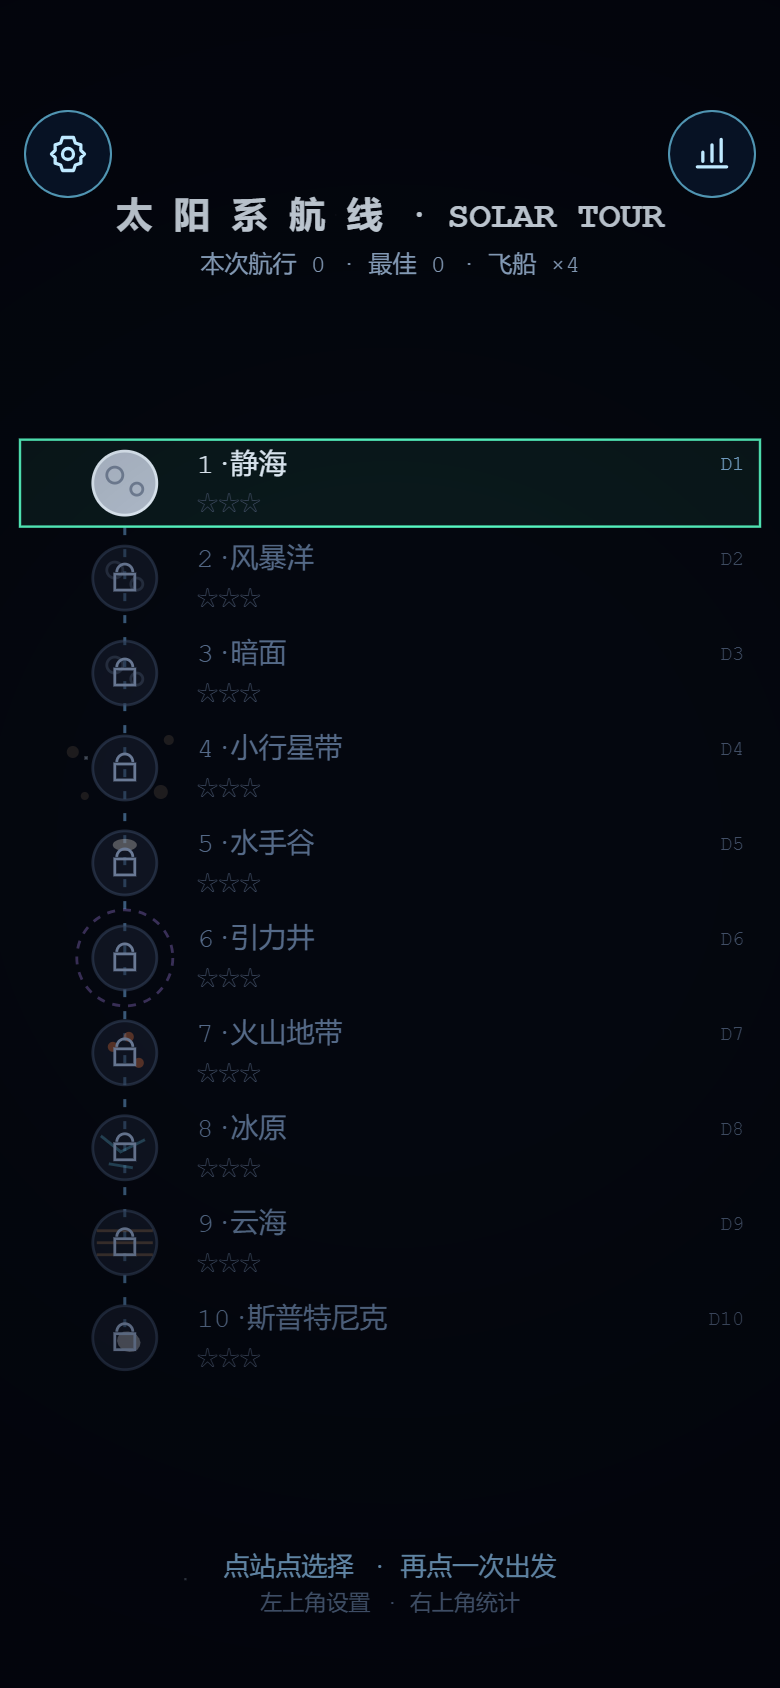 太阳系航线 · SOLAR TOUR
本次航行 0 · 最佳 0 · 飞船 ×4
1 ·静海 D1
☆☆☆
2 ·风暴洋 D2
☆☆☆
3 ·暗面 D3
☆☆☆
4 ·小行星带 D4
☆☆☆
5 ·水手谷 D5
☆☆☆
6 ·引力井 D6
☆☆☆
7 ·火山地带 D7
☆☆☆
8 ·冰原 D8
☆☆☆
9 ·云海 D9
☆☆☆
10 ·斯普特尼克 D10
☆☆☆
点站点选择 · 再点一次出发
左上角设置 · 右上角统计